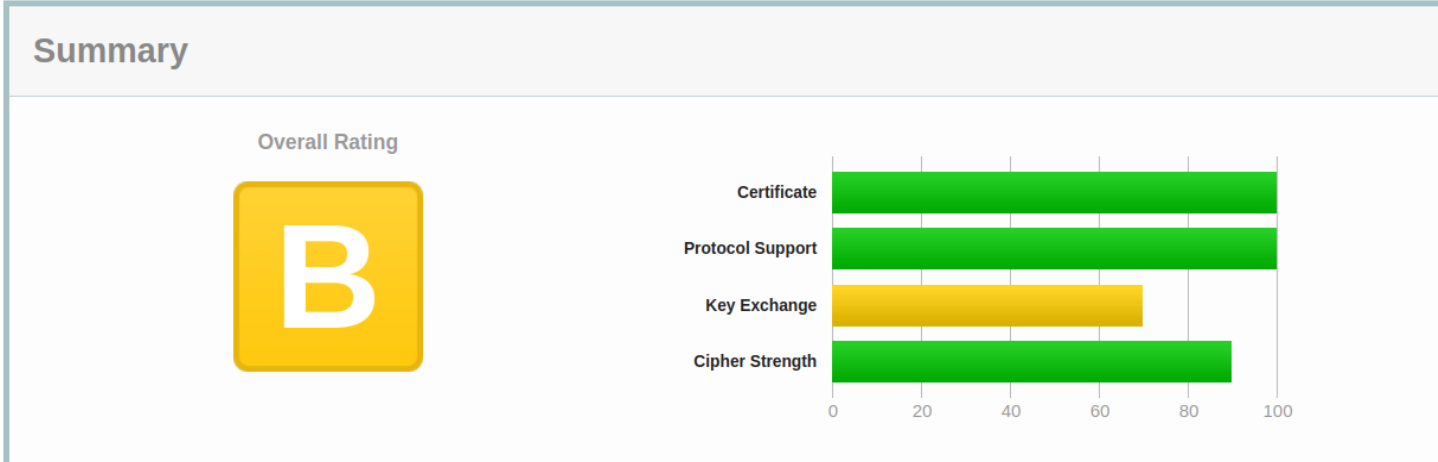 Summary
Overall Rating
B
Certificate
Protocol Support
Key Exchange
Cipher Strength
0 20 40 60 80 100